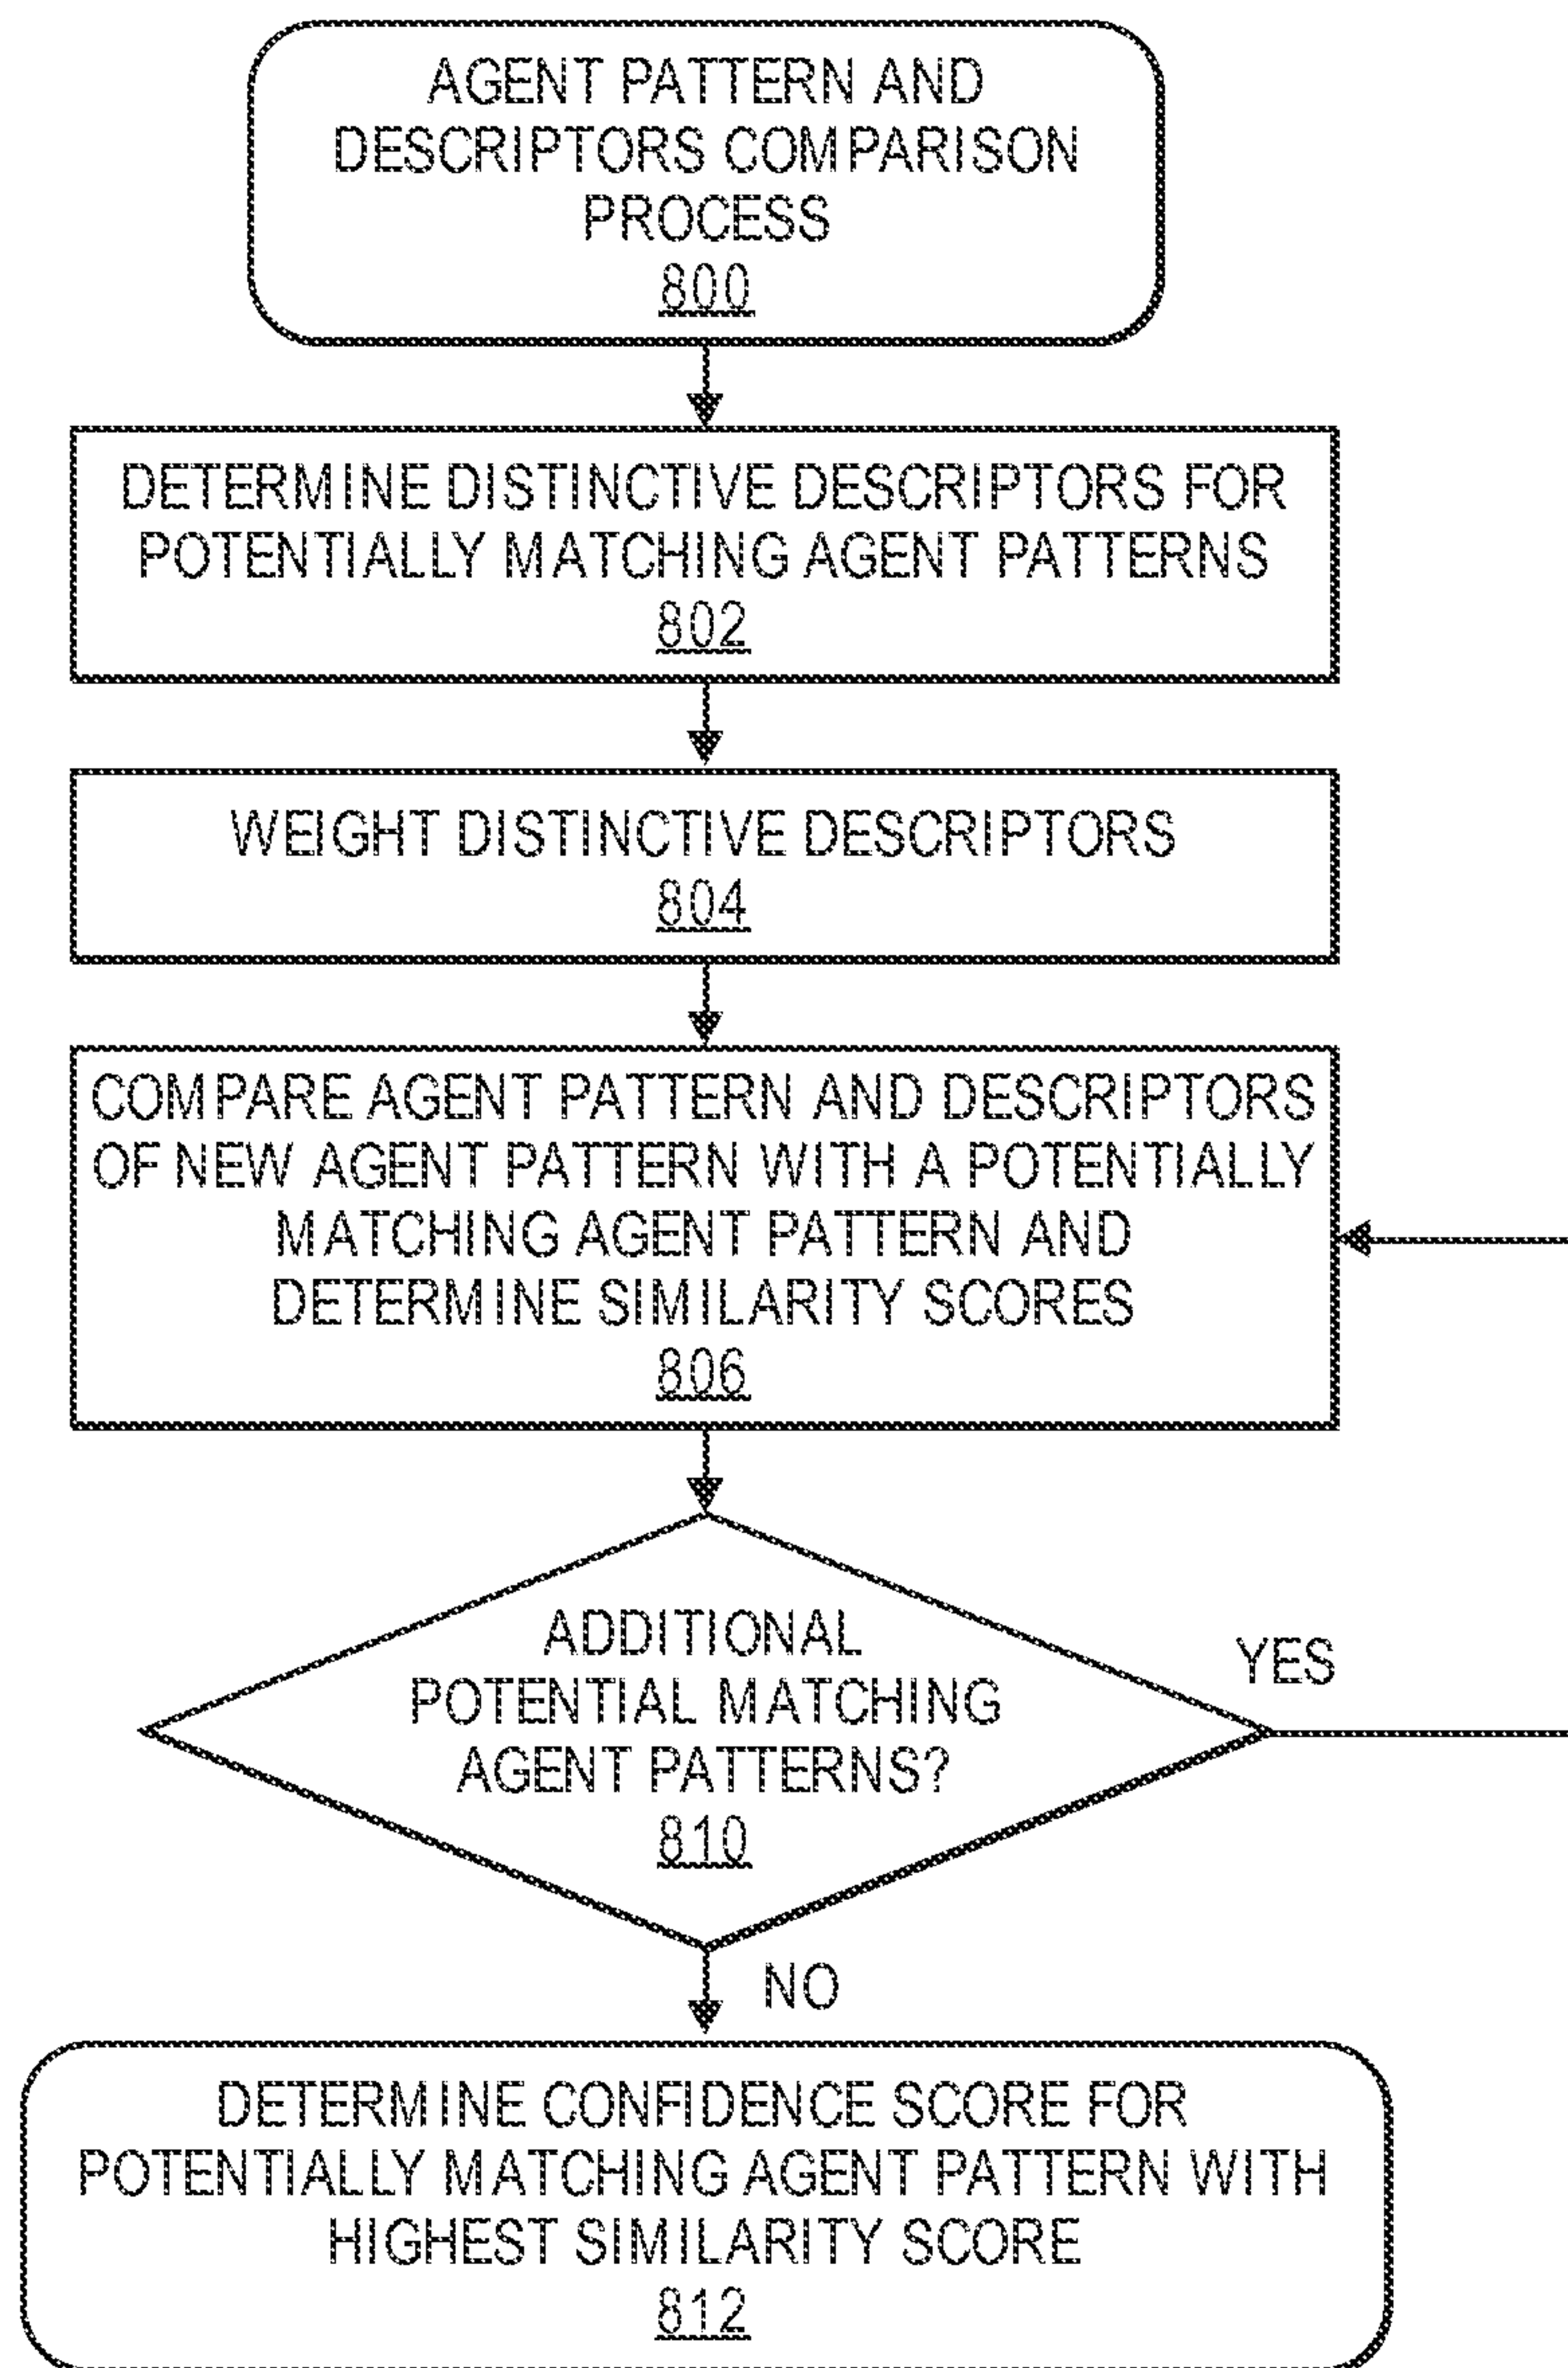 AGENT PATTERN AND
DESCRIPTORS COMPARISON
PROCESS
800
DETERMINE DISTINCTIVE DESCRIPTORS FOR
POTENTIALLY MATCHING AGENT PATTERNS
802
WEIGHT DISTINCTIVE DESCRIPTORS
804
COMPARE AGENT PATTERN AND DESCRIPTORS
OF NEW AGENT PATTERN WITH A POTENTIALLY
MATCHING AGENT PATTERN AND
DETERMINE SIMILARITY SCORES
806
ADDITIONAL
POTENTIAL MATCHING
AGENT PATTERNS?
810
YES
NO
DETERMINE CONFIDENCE SCORE FOR
POTENTIALLY MATCHING AGENT PATTERN WITH
HIGHEST SIMILARITY SCORE
812